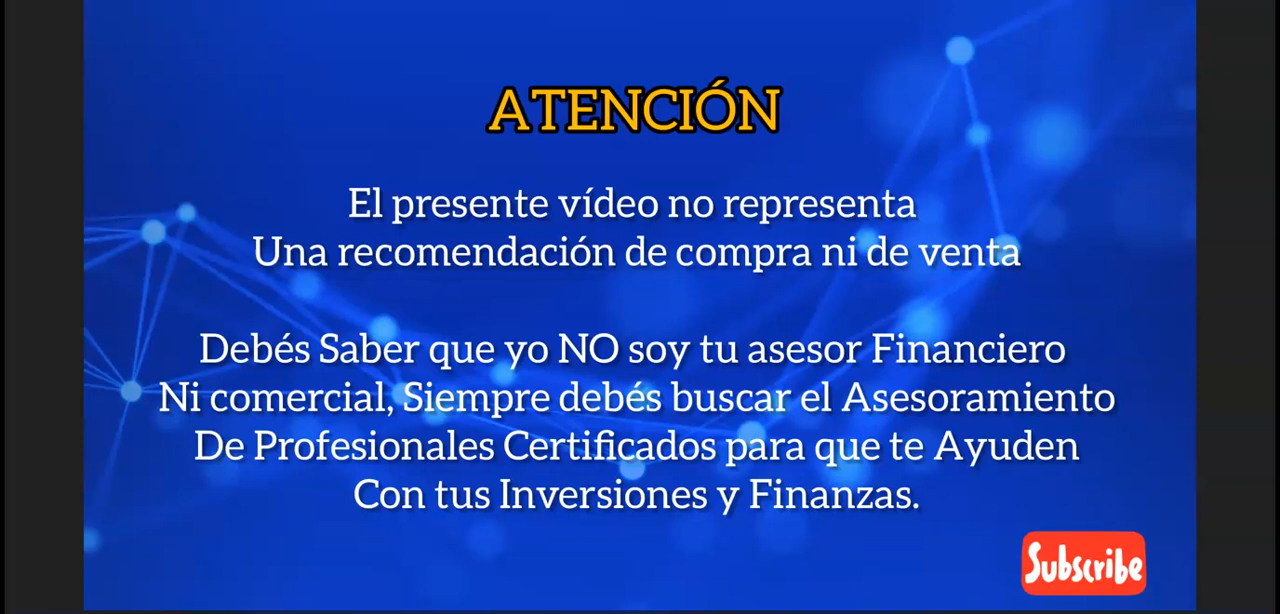 ATENCIÓN
El presente vídeo no representa
Una recomendación de compra ni de venta
Debés Saber que yo NO soy tu asesor Financiero
Ni comercial, Siempre debés buscar el Asesoramiento
De Profesionales Certificados para que te Ayuden
Con tus Inversiones y Finanzas.
Subscribe